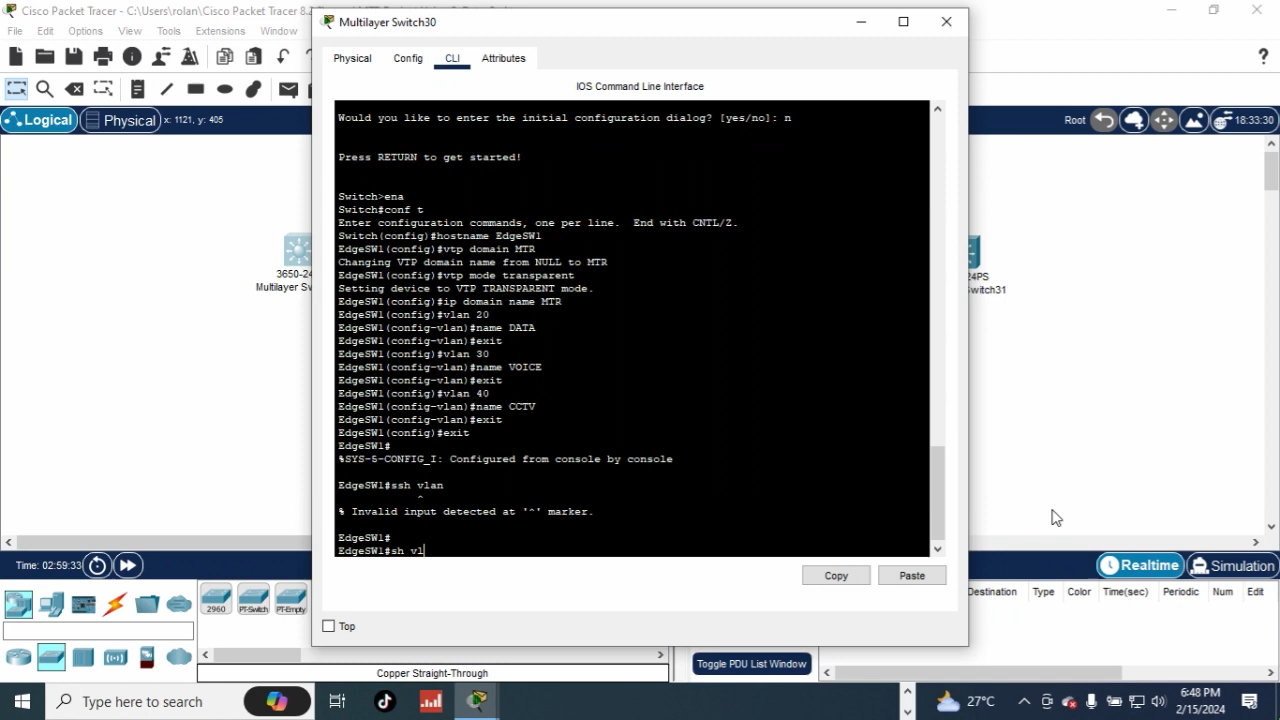 Cisco Packet Tracer - C:\Users\rolan\Cisco Packet Tracer 8.
File Edit Options View Tools Extensions Window
Logical Physical x: 1121, y: 405
Root 18:33:30
Multilayer Switch30
Physical Config CLI Attributes
IOS Command Line Interface
Would you like to enter the initial configuration dialog? [yes/no]: n
Press RETURN to get started!
Switch>ena
Switch#conf t
Enter configuration commands, one per line. End with CNTL/Z.
Switch(config)#hostname EdgeSW1
EdgeSW1(config)#vtp domain MTR
Changing VTP domain name from NULL to MTR
EdgeSW1(config)#vtp mode transparent
Setting device to VTP TRANSPARENT mode.
EdgeSW1(config)#ip domain name MTR
EdgeSW1(config)#vlan 20
EdgeSW1(config-vlan)#name DATA
EdgeSW1(config-vlan)#exit
EdgeSW1(config)#vlan 30
EdgeSW1(config-vlan)#name VOICE
EdgeSW1(config-vlan)#exit
EdgeSW1(config)#vlan 40
EdgeSW1(config-vlan)#name CCTV
EdgeSW1(config-vlan)#exit
EdgeSW1(config)#exit
EdgeSW1#
%SYS-5-CONFIG_I: Configured from console by console
EdgeSW1#ssh vlan
^
% Invalid input detected at '^' marker.
EdgeSW1#
EdgeSW1#sh vl
Copy Paste
Top
3650-24
Multilayer Sw
24PS
Switch31
Time: 02:59:33
Realtime Simulation
2960 PT-Switch PT-Empty
Copper Straight-Through
Destination Type Color Time(sec) Periodic Num Edit
Toggle PDU List Window
Type here to search
27°C
6:48 PM
2/15/2024